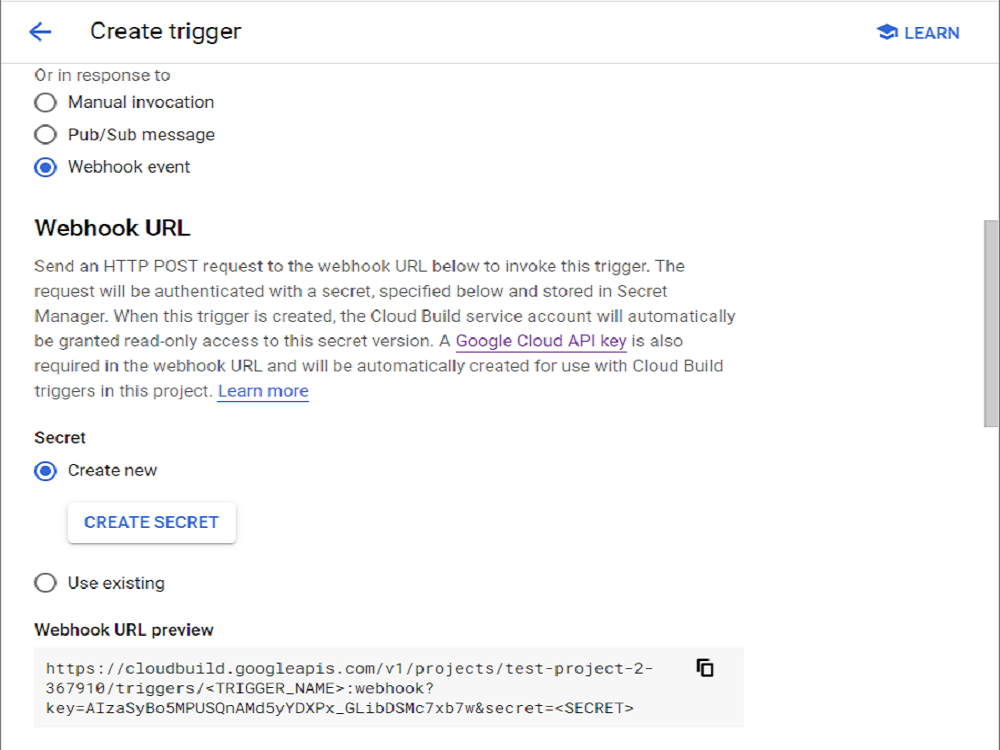 Create trigger
LEARN
Or in response to
Manual invocation
Pub/Sub message
Webhook event
Webhook URL
Send an HTTP POST request to the webhook URL below to invoke this trigger. The
request will be authenticated with a secret, specified below and stored in Secret
Manager. When this trigger is created, the Cloud Build service account will automatically
be granted read-only access to this secret version. A Google Cloud API key is also
required in the webhook URL and will be automatically created for use with Cloud Build
triggers in this project. Learn more
Secret
Create new
CREATE SECRET
Use existing
Webhook URL preview
https://cloudbuild.googleapis.com/v1/projects/test-project-2-
367910/triggers/<TRIGGER_NAME>:webhook?
key=AIzaSyBo5MPUSQnAMd5yYDXPx_GLibDSMc7xb7w&secret=<SECRET>